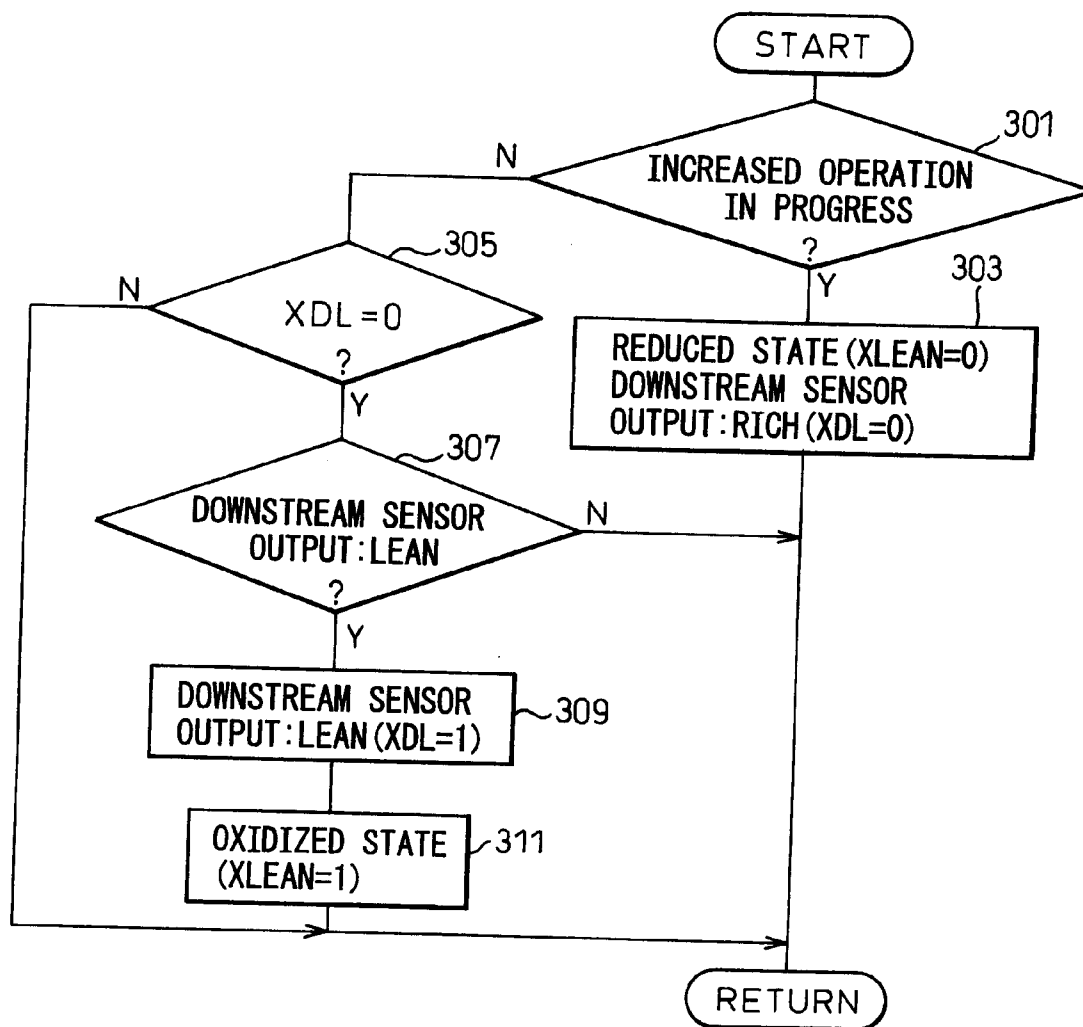 START
301
INCREASED OPERATION
IN PROGRESS
?
N
Y
305
303
N
XDL=0
?
Y
REDUCED STATE(XLEAN=0)
DOWNSTREAM SENSOR
OUTPUT:RICH(XDL=0)
307
DOWNSTREAM SENSOR
OUTPUT:LEAN
?
N
Y
DOWNSTREAM SENSOR
OUTPUT:LEAN(XDL=1)
309
OXIDIZED STATE
(XLEAN=1)
311
RETURN